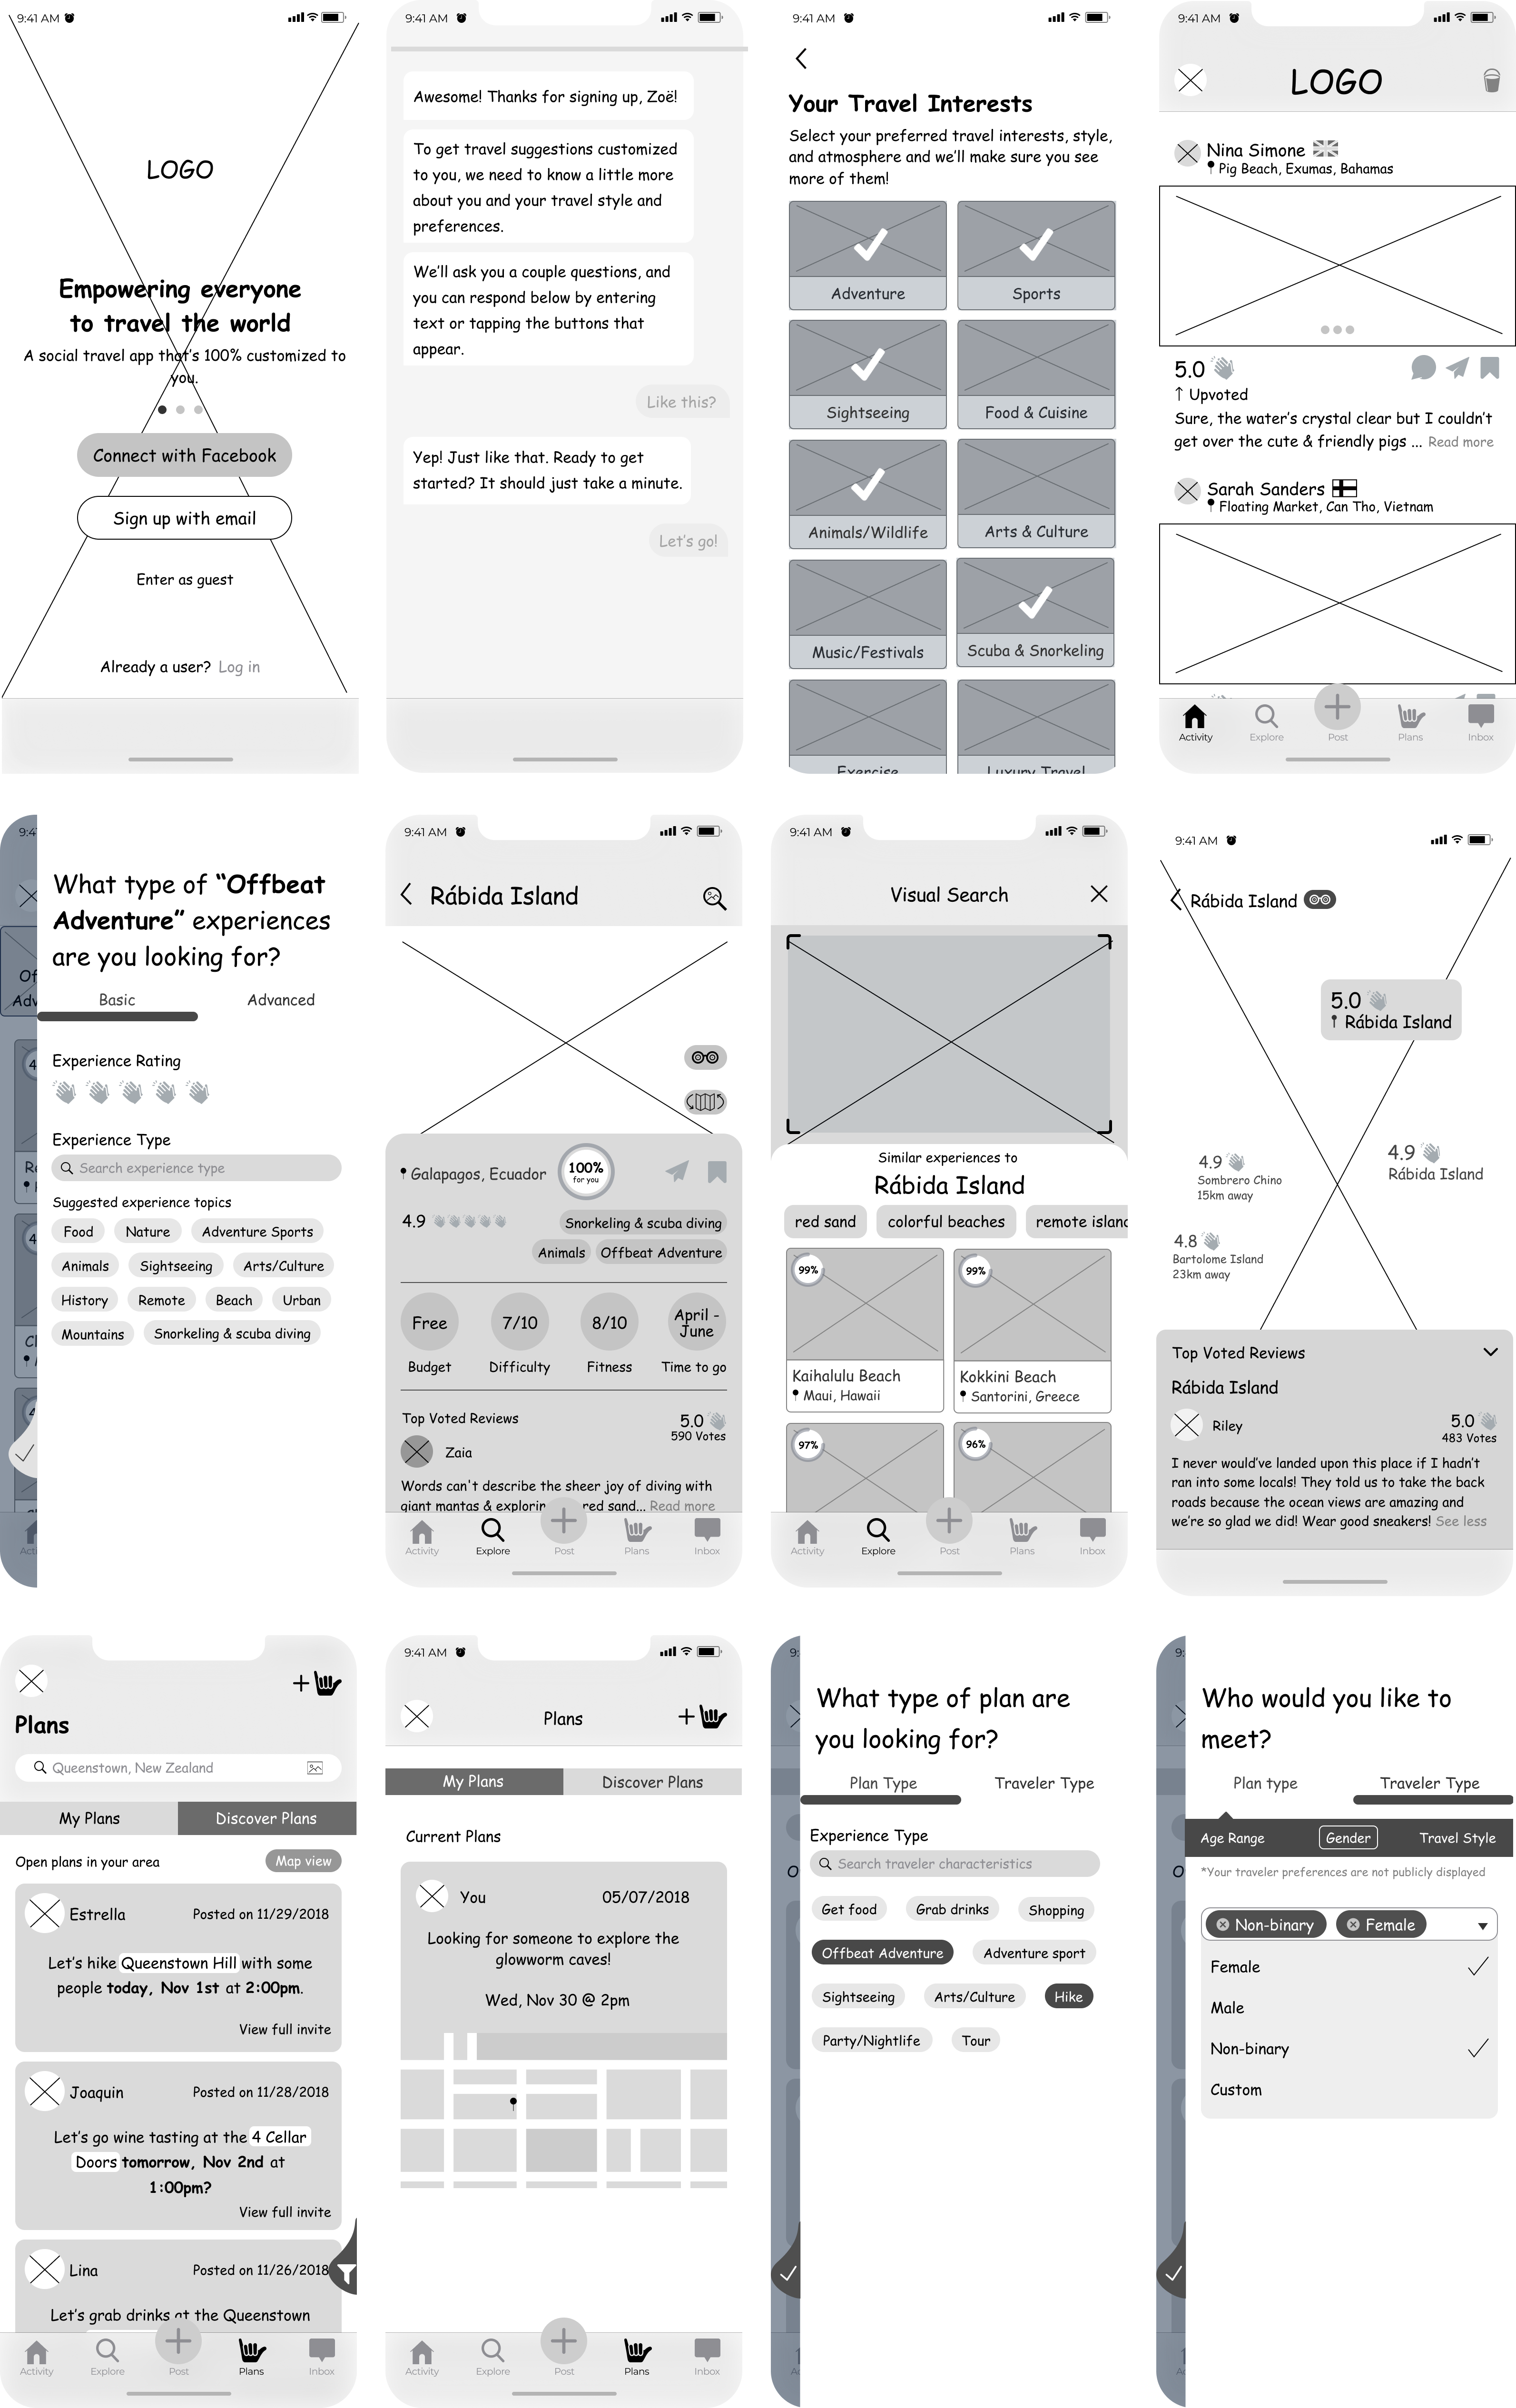 9:41 AM
LOGO
Empowering everyone
to travel the world
A social travel app that's 100% customized to
you.
Connect with Facebook
Sign up with email
Enter as guest
Already a user? Log in
9:41 AM
Awesome! Thanks for signing up, Zoë!
To get travel suggestions customized
to you, we need to know a little more
about you and your travel style and
preferences.
We'll ask you a couple questions, and
you can respond below by entering
text or tapping the buttons that
appear.
Like this?
Yep! Just like that. Ready to get
started? It should just take a minute.
Let's go!
9:41 AM
Your Travel Interests
Select your preferred travel interests, style,
and atmosphere and we'll make sure you see
more of them!
Adventure
Sports
Sightseeing
Food & Cuisine
Animals/Wildlife
Arts & Culture
Music/Festivals
Scuba & Snorkeling
Exercise
Luxury Travel
9:41 AM
LOGO
Nina Simone
Pig Beach, Exumas, Bahamas
5.0
↑ Upvoted
Sure, the water's crystal clear but I couldn't
get over the cute & friendly pigs ... Read more
Sarah Sanders
Floating Market, Can Tho, Vietnam
Activity Explore Post Plans Inbox
9:4
What type of "Offbeat
Adventure" experiences
are you looking for?
Of
Adv
Basic Advanced
4
Experience Rating
Experience Type
Search experience type
Suggested experience topics
Food Nature Adventure Sports
Animals Sightseeing Arts/Culture
History Remote Beach Urban
Mountains Snorkeling & scuba diving
9:41 AM
Rábida Island
Galapagos, Ecuador
100%
for you
4.9
Snorkeling & scuba diving
Animals Offbeat Adventure
Free 7/10 8/10 April -
June
Budget Difficulty Fitness Time to go
Top Voted Reviews
5.0
590 Votes
Zaia
Words can't describe the sheer joy of diving with
giant mantas & explorin red sand... Read more
Activity Explore Post Plans Inbox
9:41 AM
Visual Search
Similar experiences to
Rábida Island
red sand colorful beaches remote island
99% 99%
Kaihalulu Beach
Maui, Hawaii
Kokkini Beach
Santorini, Greece
97% 96%
Activity Explore Post Plans Inbox
9:41 AM
Rábida Island
5.0
Rábida Island
4.9
Sombrero Chino
15km away
4.9
Rábida Island
4.8
Bartolome Island
23km away
Top Voted Reviews
Rábida Island
Riley
5.0
483 Votes
I never would've landed upon this place if I hadn't
ran into some locals! They told us to take the back
roads because the ocean views are amazing and
we're so glad we did! Wear good sneakers! See less
Plans
Queenstown, New Zealand
My Plans Discover Plans
Open plans in your area Map view
Estrella Posted on 11/29/2018
Let's hike Queenstown Hill with some
people today, Nov 1st at 2:00pm.
View full invite
Joaquin Posted on 11/28/2018
Let's go wine tasting at the 4 Cellar
Doors tomorrow, Nov 2nd at
1:00pm?
View full invite
Lina Posted on 11/26/2018
Let's grab drinks at the Queenstown
Activity Explore Post Plans Inbox
9:41 AM
Plans
My Plans Discover Plans
Current Plans
You 05/07/2018
Looking for someone to explore the
glowworm caves!
Wed, Nov 30 @ 2pm
Activity Explore Post Plans Inbox
9:
What type of plan are
you looking for?
Plan Type Traveler Type
Experience Type
Search traveler characteristics
Get food Grab drinks Shopping
Offbeat Adventure Adventure sport
Sightseeing Arts/Culture Hike
Party/Nightlife Tour
9:
Who would you like to
meet?
Plan type Traveler Type
Age Range Gender Travel Style
*Your traveler preferences are not publicly displayed
Non-binary Female
Female
Male
Non-binary
Custom